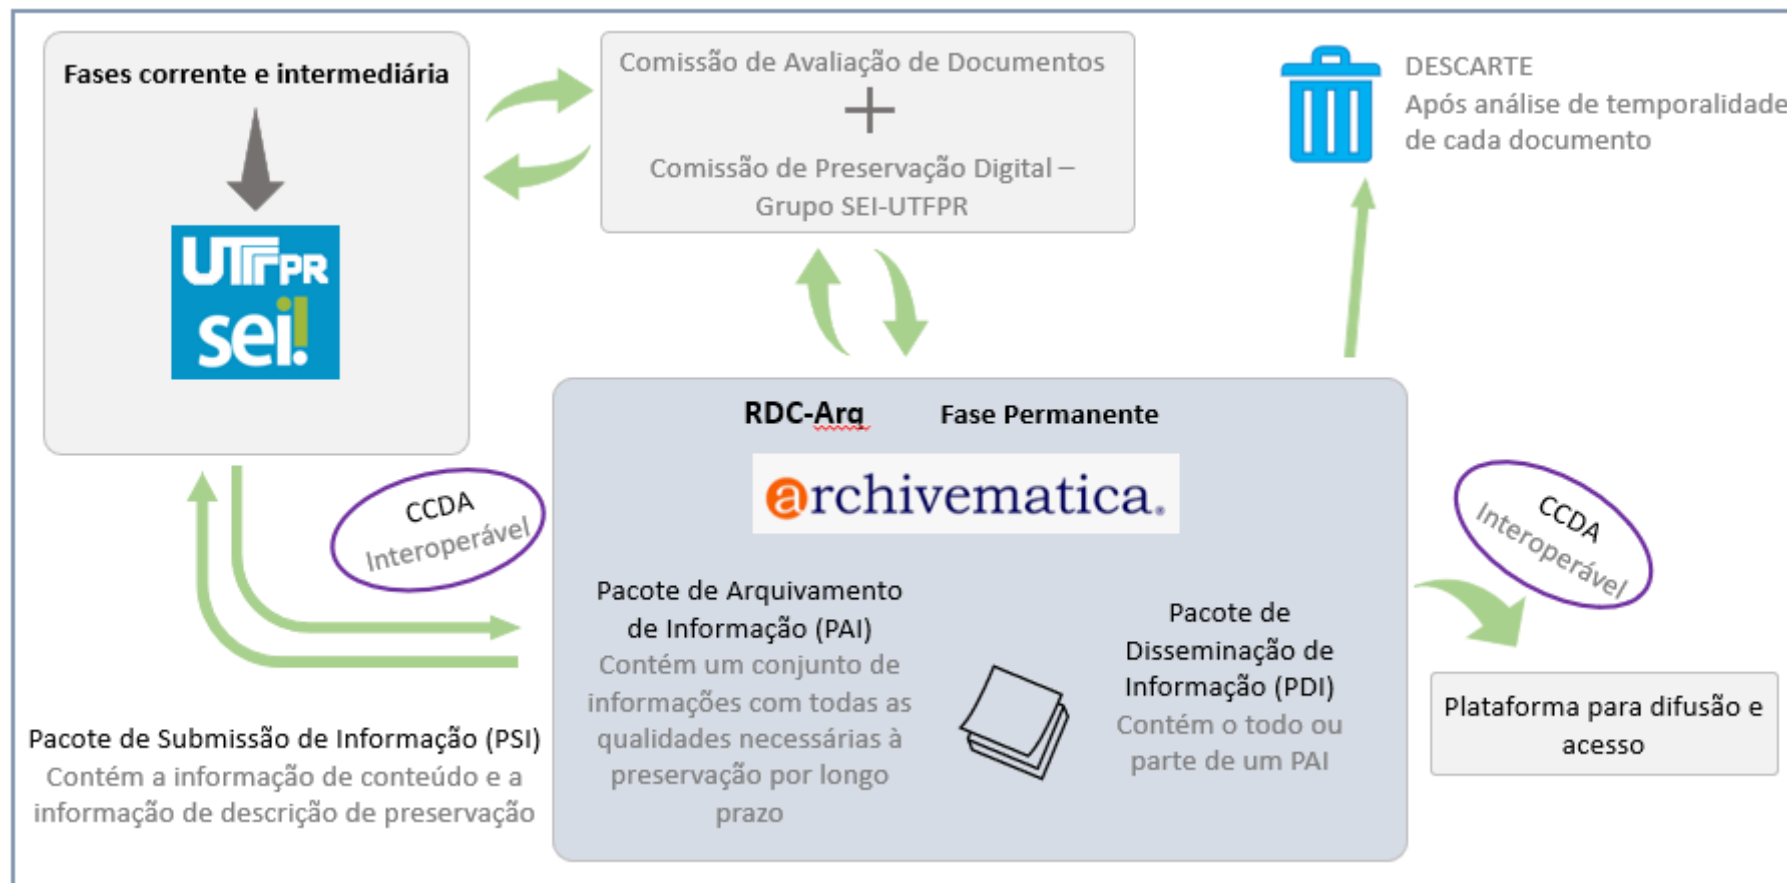 Fases corrente e intermediária
UTFPR
sei!
Comissão de Avaliação de Documentos
Comissão de Preservação Digital –
Grupo SEI-UTFPR
DESCARTE
Após análise de temporalidade
de cada documento
CCDA
Interoperável
Pacote de Submissão de Informação (PSI)
Contém a informação de conteúdo e a
informação de descrição de preservação
RDC-Arq
Fase Permanente
archivematica.
Pacote de Arquivamento
de Informação (PAI)
Contém um conjunto de
informações com todas as
qualidades necessárias à
preservação por longo
prazo
Pacote de
Disseminação de
Informação (PDI)
Contém o todo ou
parte de um PAI
CCDA
Interoperável
Plataforma para difusão e
acesso